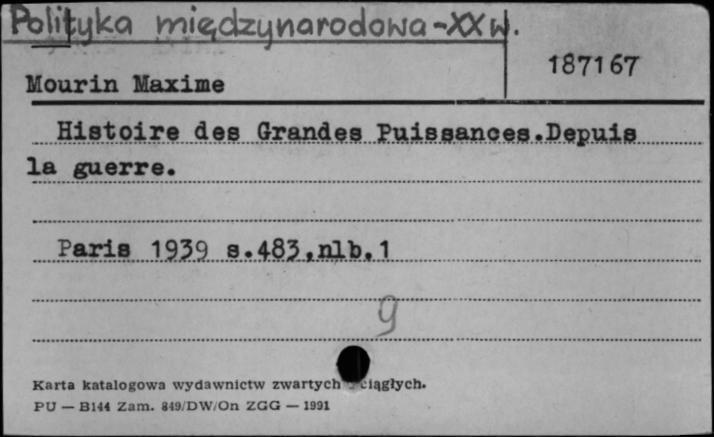 Polityka międzynarodowa-XX w.
187167
Mourin Maxime
Histoire des Grandes Puissances.Depuis
la guerre.
Paris 1939 s.483,nlb.1
9
Karta katalogowa wydawnictw zwartych ciągłych.
PU — B144 Zam. 849/DW/On ZGG — 1991